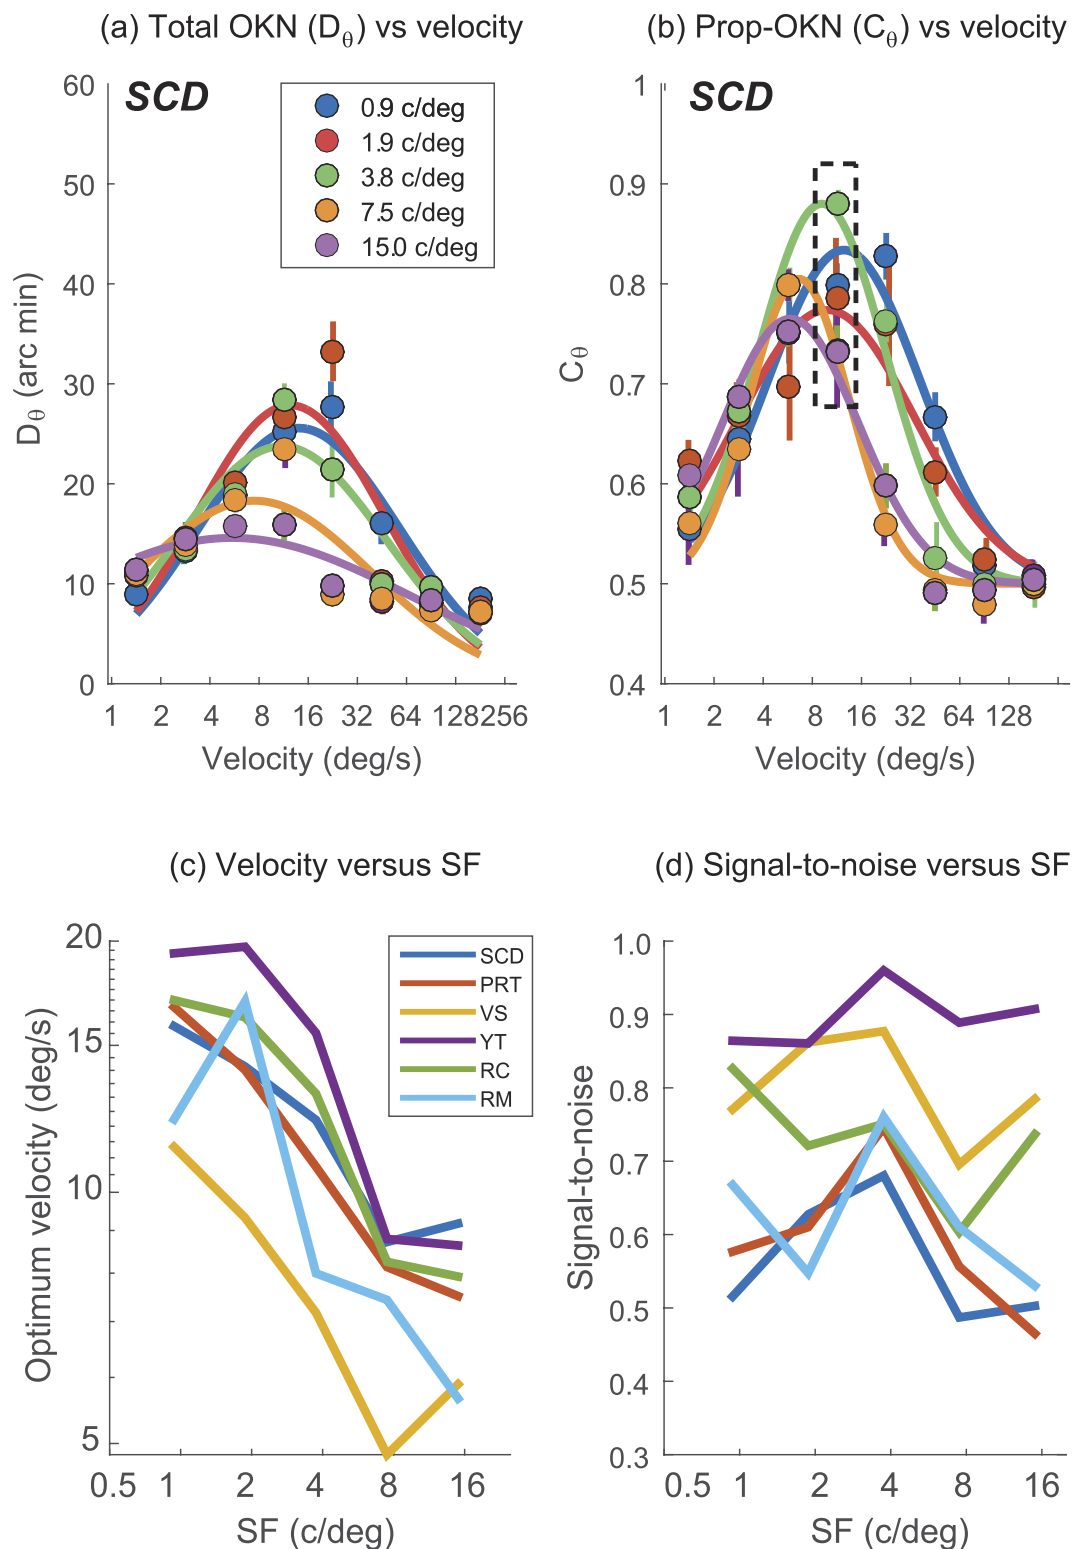 (a) Total OKN (Dθ) vs velocity
SCD
60
50
40
30
20
10
0
Dθ (arc min)
0.9 c/deg
1.9 c/deg
3.8 c/deg
7.5 c/deg
15.0 c/deg
1 2 4 8 16 32 64 128 256
Velocity (deg/s)
(b) Prop-OKN (Cθ) vs velocity
SCD
1
0.9
0.8
0.7
0.6
0.5
0.4
Cθ
1 2 4 8 16 32 64 128
Velocity (deg/s)
(c) Velocity versus SF
20
15
10
5
Optimum velocity (deg/s)
SCD
PRT
VS
YT
RC
RM
0.5 1 2 4 8 16
SF (c/deg)
(d) Signal-to-noise versus SF
1.0
0.9
0.8
0.7
0.6
0.5
0.4
0.3
Signal-to-noise
0.5 1 2 4 8 16
SF (c/deg)